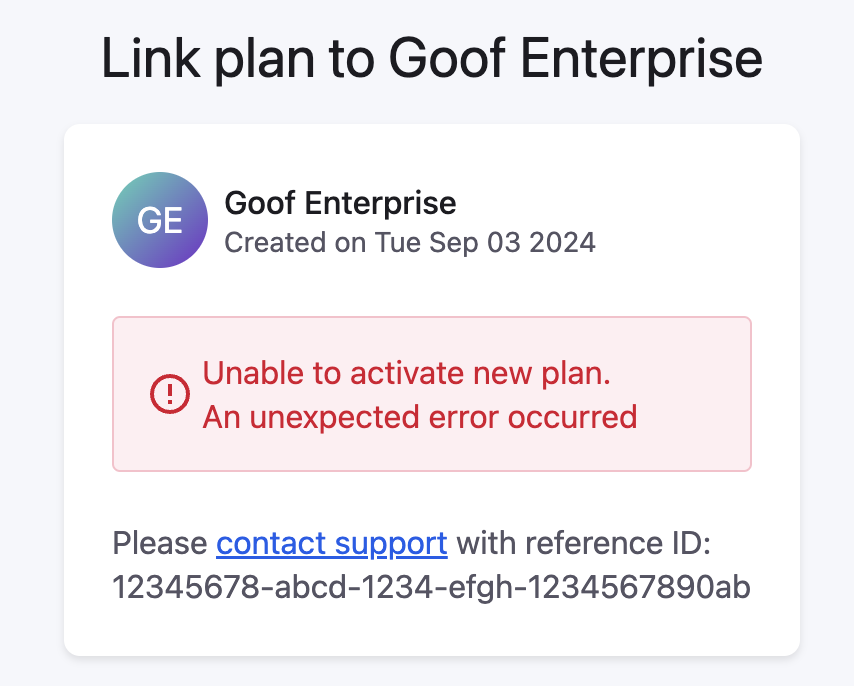 Link plan to Goof Enterprise
GE
Goof Enterprise
Created on Tue Sep 03 2024
Unable to activate new plan.
An unexpected error occurred
Please contact support with reference ID:
12345678-abcd-1234-efgh-1234567890ab